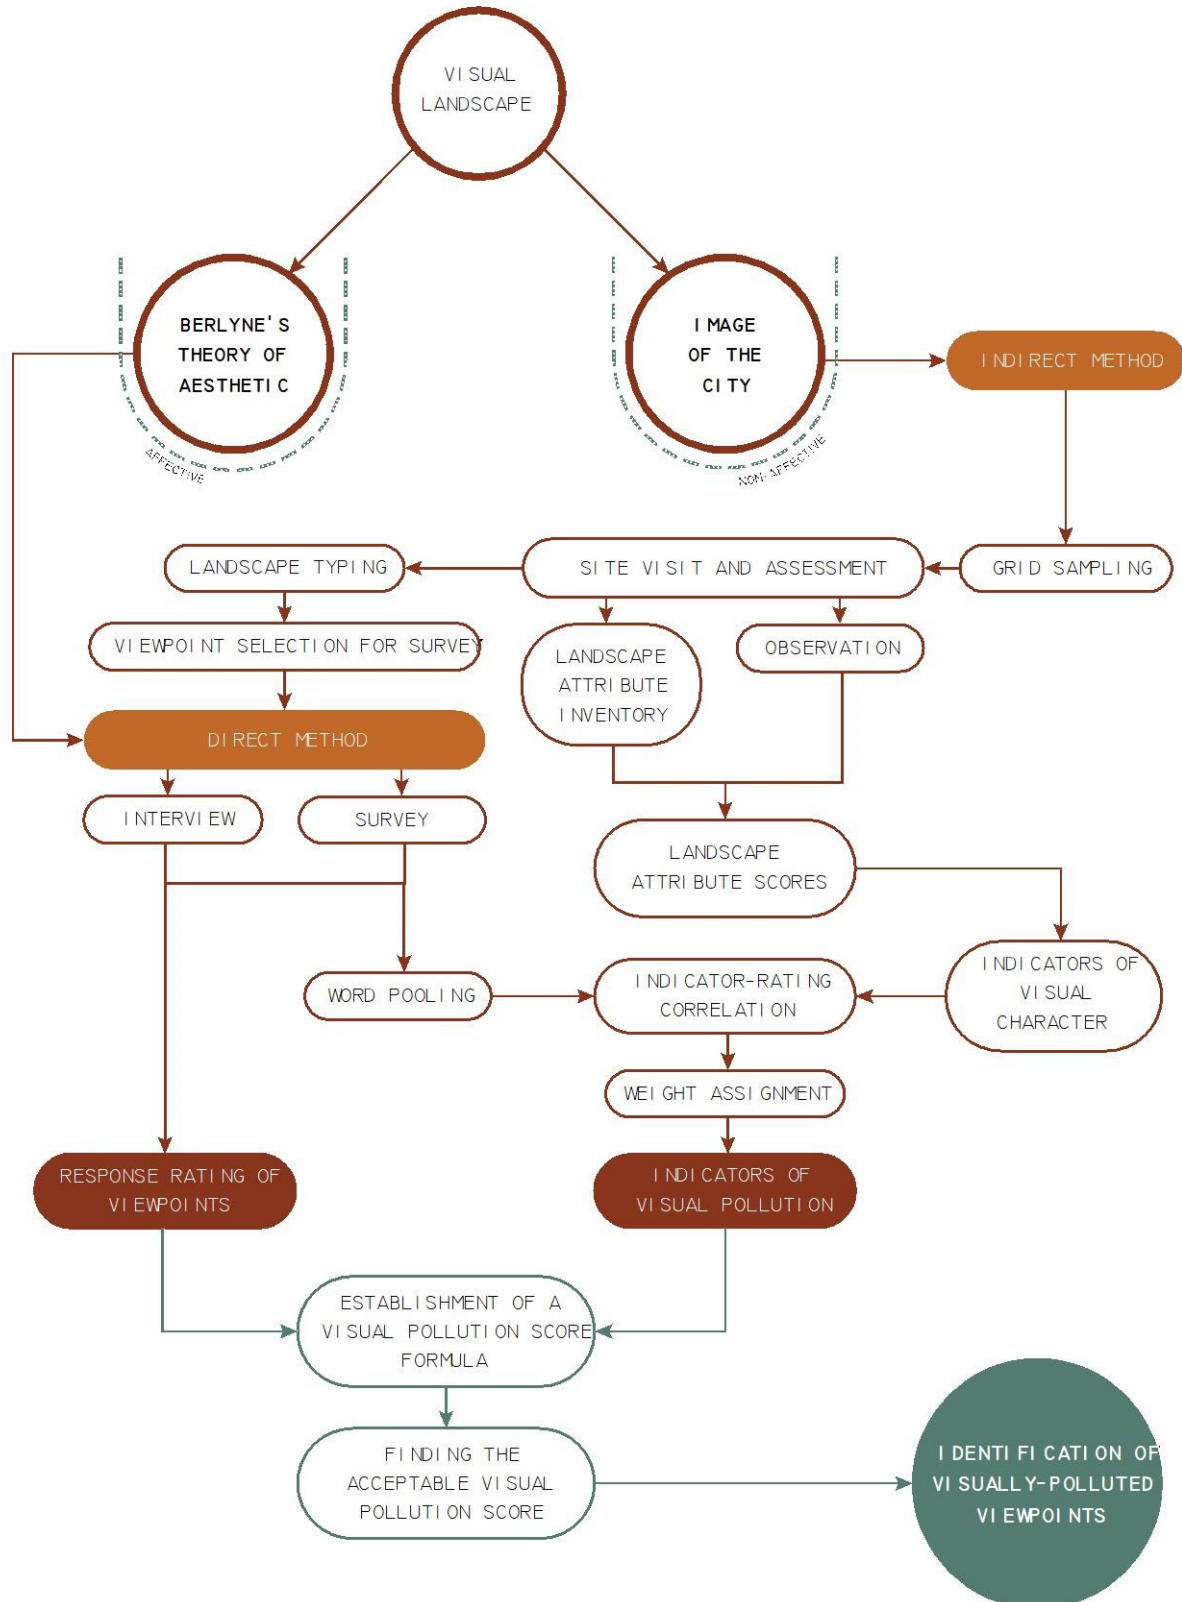 VISUAL
LANDSCAPE
BERLYNE'S
THEORY OF
AESTHETIC
AFFECTIVE
IMAGE
OF THE
CITY
NON-AFFECTIVE
INDIRECT METHOD
LANDSCAPE TYPING
SITE VISIT AND ASSESSMENT
GRID SAMPLING
VIEWPOINT SELECTION FOR SURVEY
LANDSCAPE
ATTRIBUTE
INVENTORY
OBSERVATION
DIRECT METHOD
INTERVIEW
SURVEY
LANDSCAPE
ATTRIBUTE SCORES
WORD POOLING
INDICATOR-RATING
CORRELATION
INDICATORS OF
VISUAL
CHARACTER
WEIGHT ASSIGNMENT
RESPONSE RATING OF
VIEWPOINTS
INDICATORS OF
VISUAL POLLUTION
ESTABLISHMENT OF A
VISUAL POLLUTION SCORE
FORMULA
FINDING THE
ACCEPTABLE VISUAL
POLLUTION SCORE
IDENTIFICATION OF
VISUALLY-POLLUTED
VIEWPOINTS